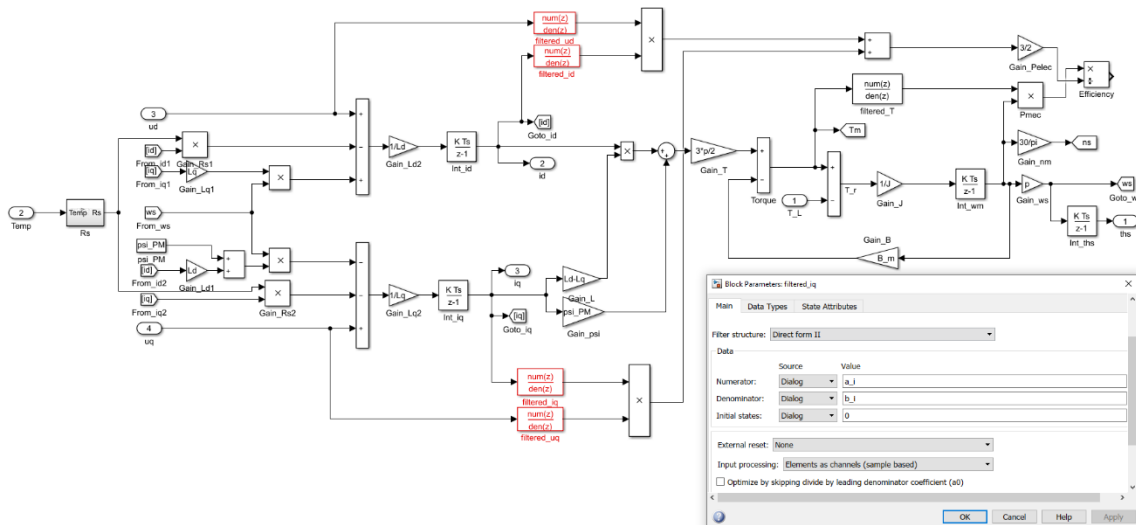 num(z)
den(z)
filtered_ud
num(z)
den(z)
filtered_id
×
3
ud
[id]
From_id1
×
Gain_Rs1
[iq]
From_iq1
Lq
Gain_Lq1
×
2
Temp
Temp Rs
Rs
ws
From_ws
psi_PM
psi_PM
[id]
From_id2
Ld
Gain_Ld1
×
[iq]
From_iq2
×
Gain_Rs2
4
uq
1/Ld
Gain_Ld2
K Ts
z-1
Int_id
[id]
Goto_id
2
id
1/Lq
Gain_Lq2
K Ts
z-1
Int_iq
3
iq
[iq]
Goto_iq
Ld-Lq
Gain_L
psi_PM
Gain_psi
num(z)
den(z)
filtered_iq
num(z)
den(z)
filtered_uq
×
×
3*p/2
Gain_T
Torque
Tm
num(z)
den(z)
filtered_T
3/2
Gain_Pelec
×
÷
Efficiency
×
Pmec
T_r
1
T_L
1/J
Gain_J
K Ts
z-1
Int_wm
30/pi
Gain_nm
ns
p
Gain_ws
ws
K Ts
z-1
Int_ths
1
ths
Gain_B
B_m
Block Parameters: filtered_iq
Main Data Types State Attributes
Filter structure: Direct form II
Data
Source Value
Numerator: Dialog a_i
Denominator: Dialog
Initial states: Dialog 0
External reset: None
Input processing: Elements as channels (sample based)
Optimize by skipping divide by leading denominator coefficient (a0)
OK Cancel Help Apply